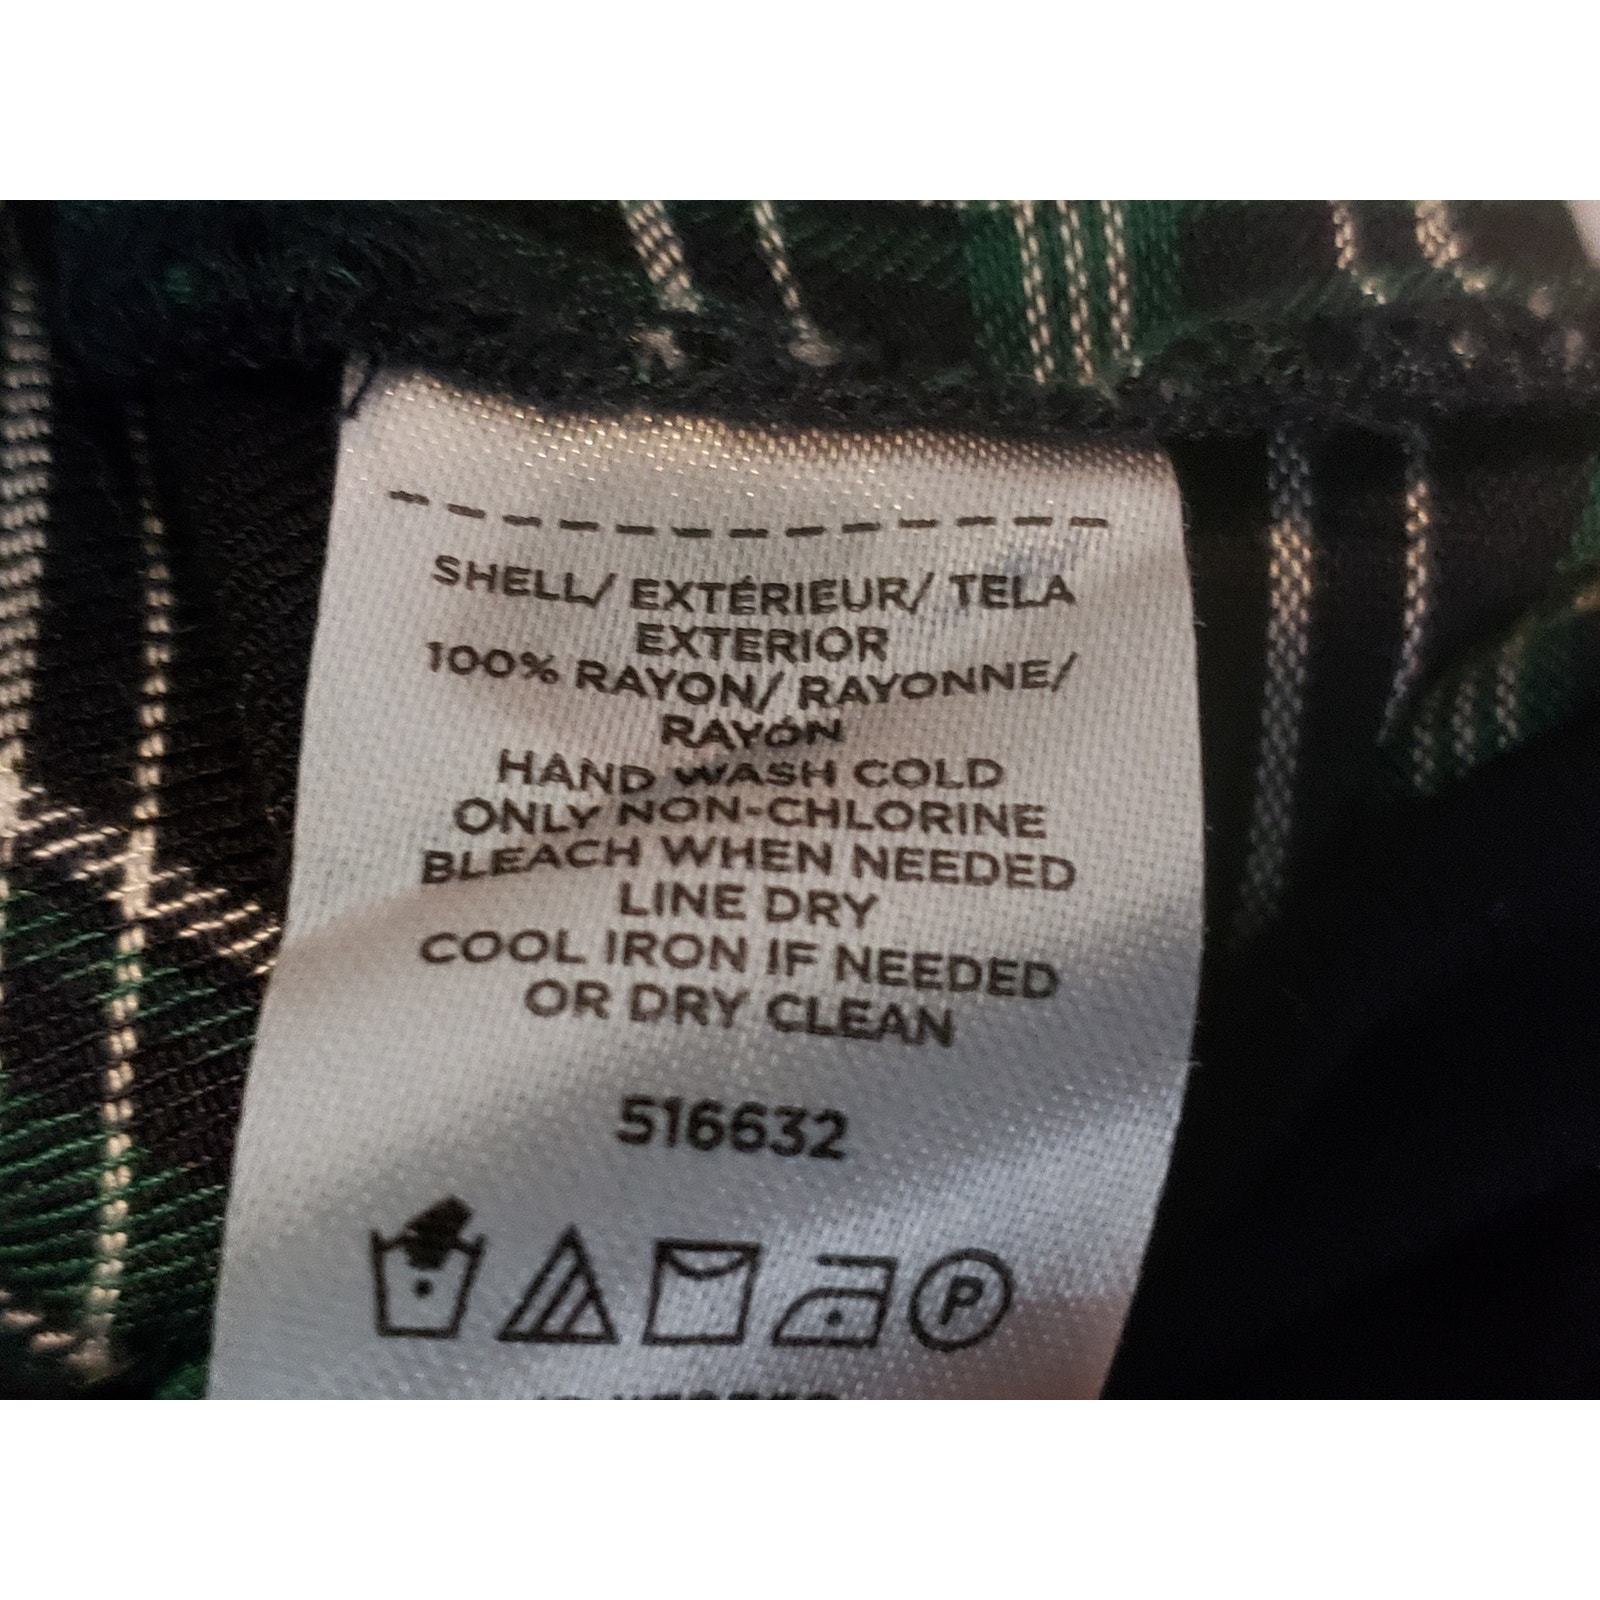 SHELL/ EXTÉRIEUR/ TELA
EXTERIOR
100% RAYON/ RAYONNE/
RAYÓN
HAND WASH COLD
ONLY NON-CHLORINE
BLEACH WHEN NEEDED
LINE DRY
COOL IRON IF NEEDED
OR DRY CLEAN
516632
P